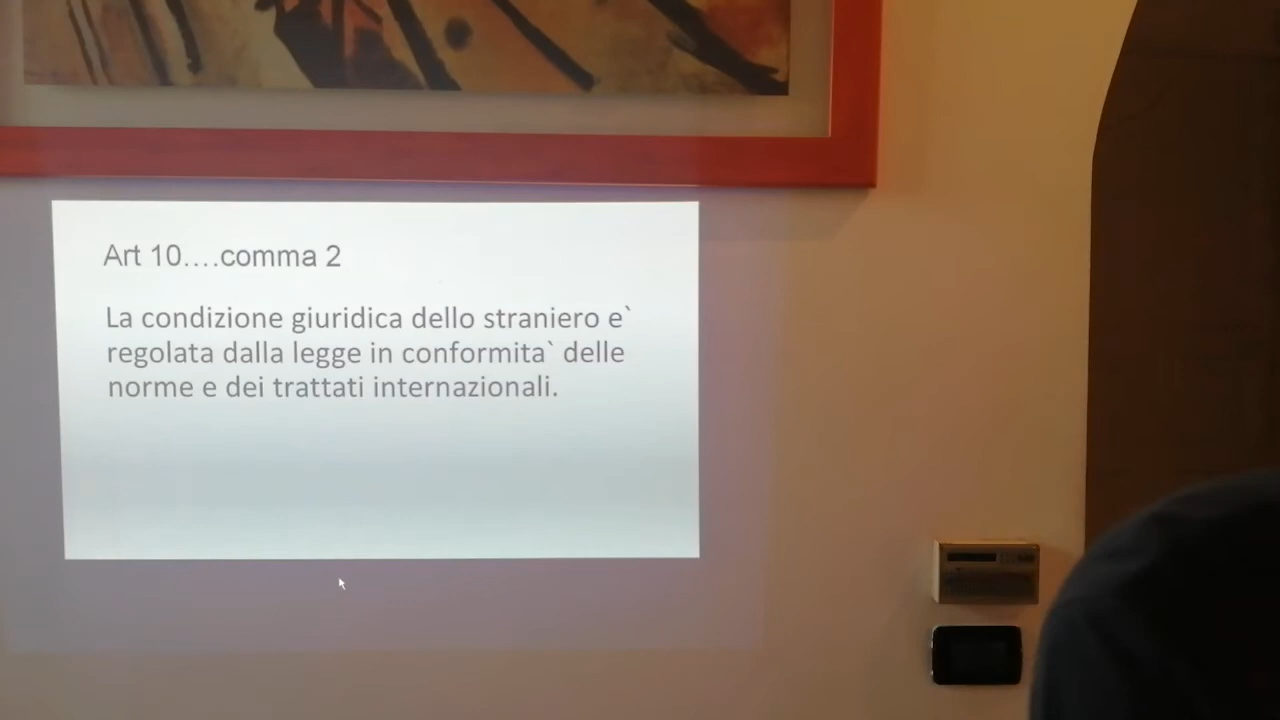 Art 10....comma 2
La condizione giuridica dello straniero e`
regolata dalla legge in conformita` delle
norme e dei trattati internazionali.